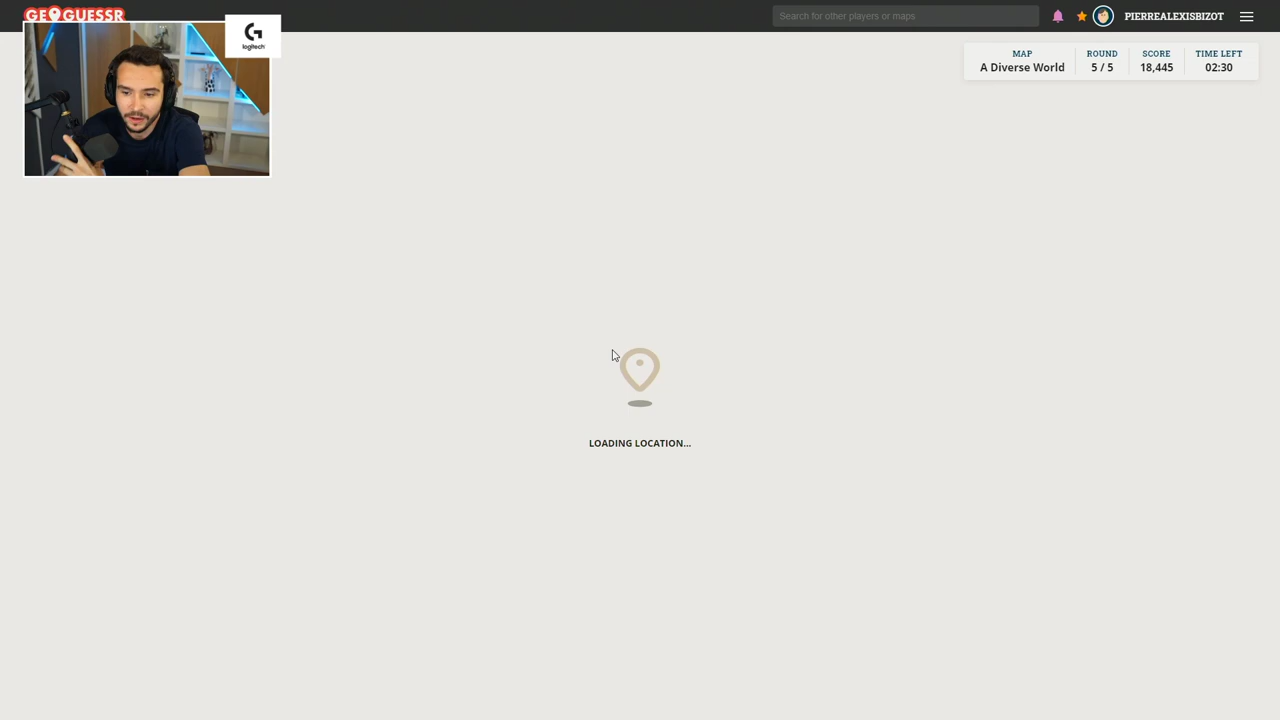 GEOGUESSR
logitech
Search for other players or maps
PIERREALEXISBIZOT
MAP ROUND SCORE TIME LEFT
A Diverse World 5 / 5 18,445 02:30
LOADING LOCATION...